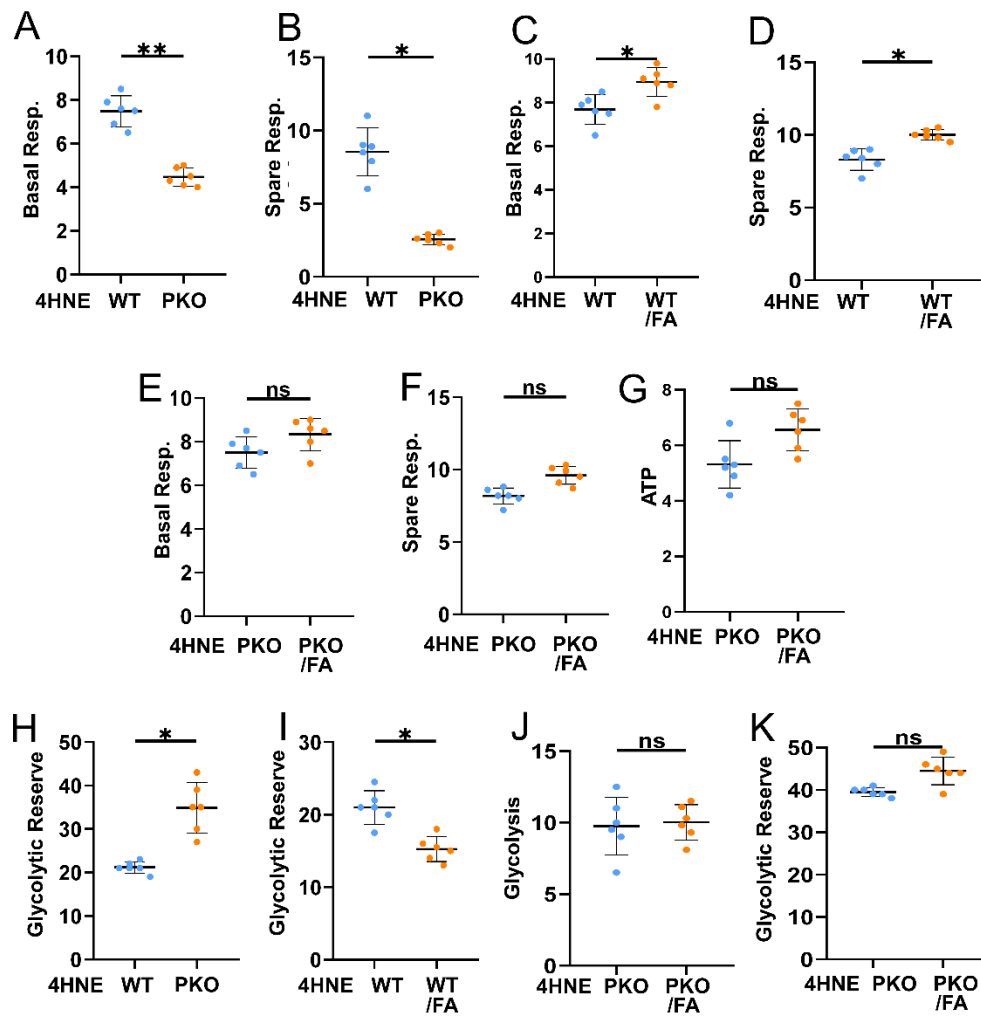 A
Basal Resp.
10
8
6
4
2
0
**
4HNE WT PKO
B
Spare Resp.
15
10
5
0
*
4HNE WT PKO
C
Basal Resp.
10
8
6
4
2
0
*
4HNE WT WT
/FA
D
Spare Resp.
15
10
5
0
*
4HNE WT WT
/FA
E
Basal Resp.
10
8
6
4
2
0
ns
4HNE PKO PKO
/FA
F
Spare Resp.
15
10
5
0
ns
4HNE PKO PKO
/FA
G
ATP
8
6
4
2
0
ns
4HNE PKO PKO
/FA
H
Glycolytic Reserve
50
40
30
20
10
0
*
4HNE WT PKO
I
Glycolytic Reserve
30
20
10
0
*
4HNE WT WT
/FA
J
Glycolysis
15
10
5
0
ns
4HNE PKO PKO
/FA
K
Glycolytic Reserve
50
40
30
20
10
0
ns
4HNE PKO PKO
/FA